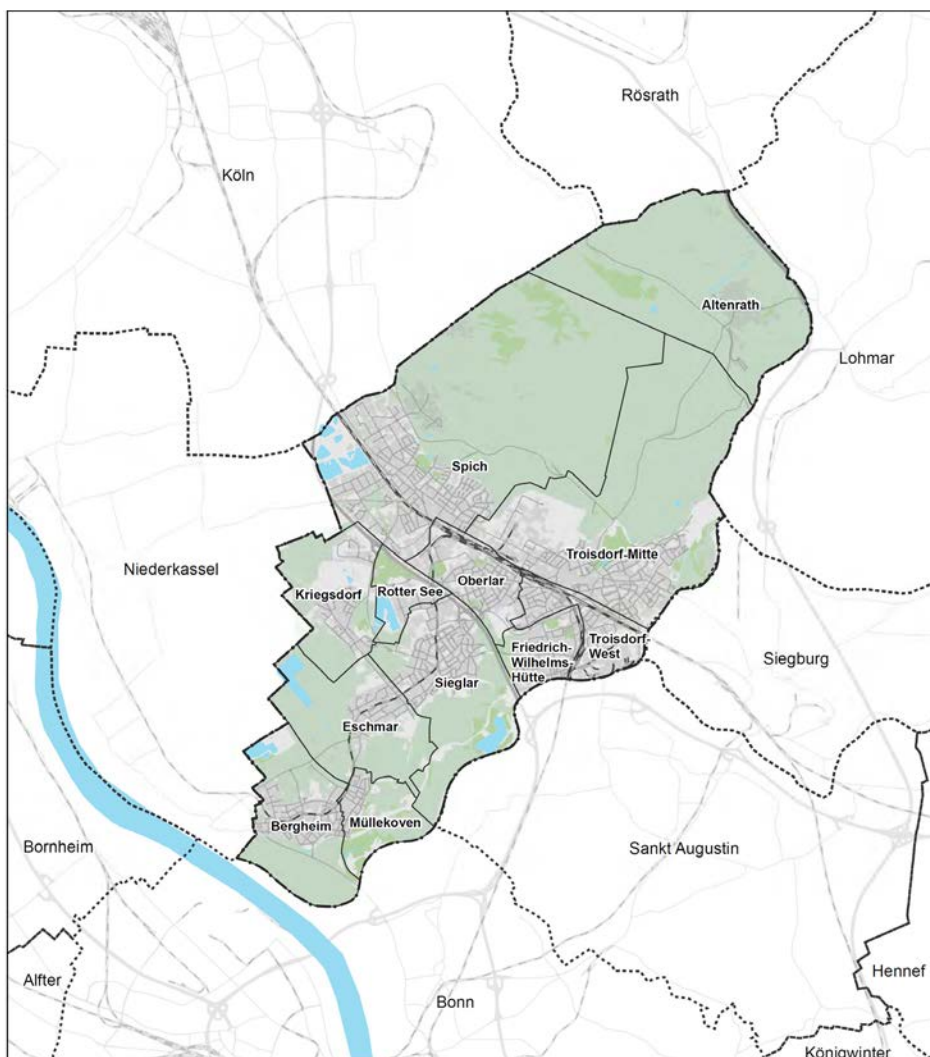 Rösrath
Köln
Altenrath
Lohmar
Spich
Troisdorf-Mitte
Niederkassel
Oberlar
Kriegsdorf
Rotter See
Friedrich-
Wilhelms-
Hütte
Troisdorf-
West
Siegburg
Sieglar
Eschmar
Bergheim
Müllekoven
Bornheim
Sankt Augustin
Alfter
Hennef
Bonn
Königwinter